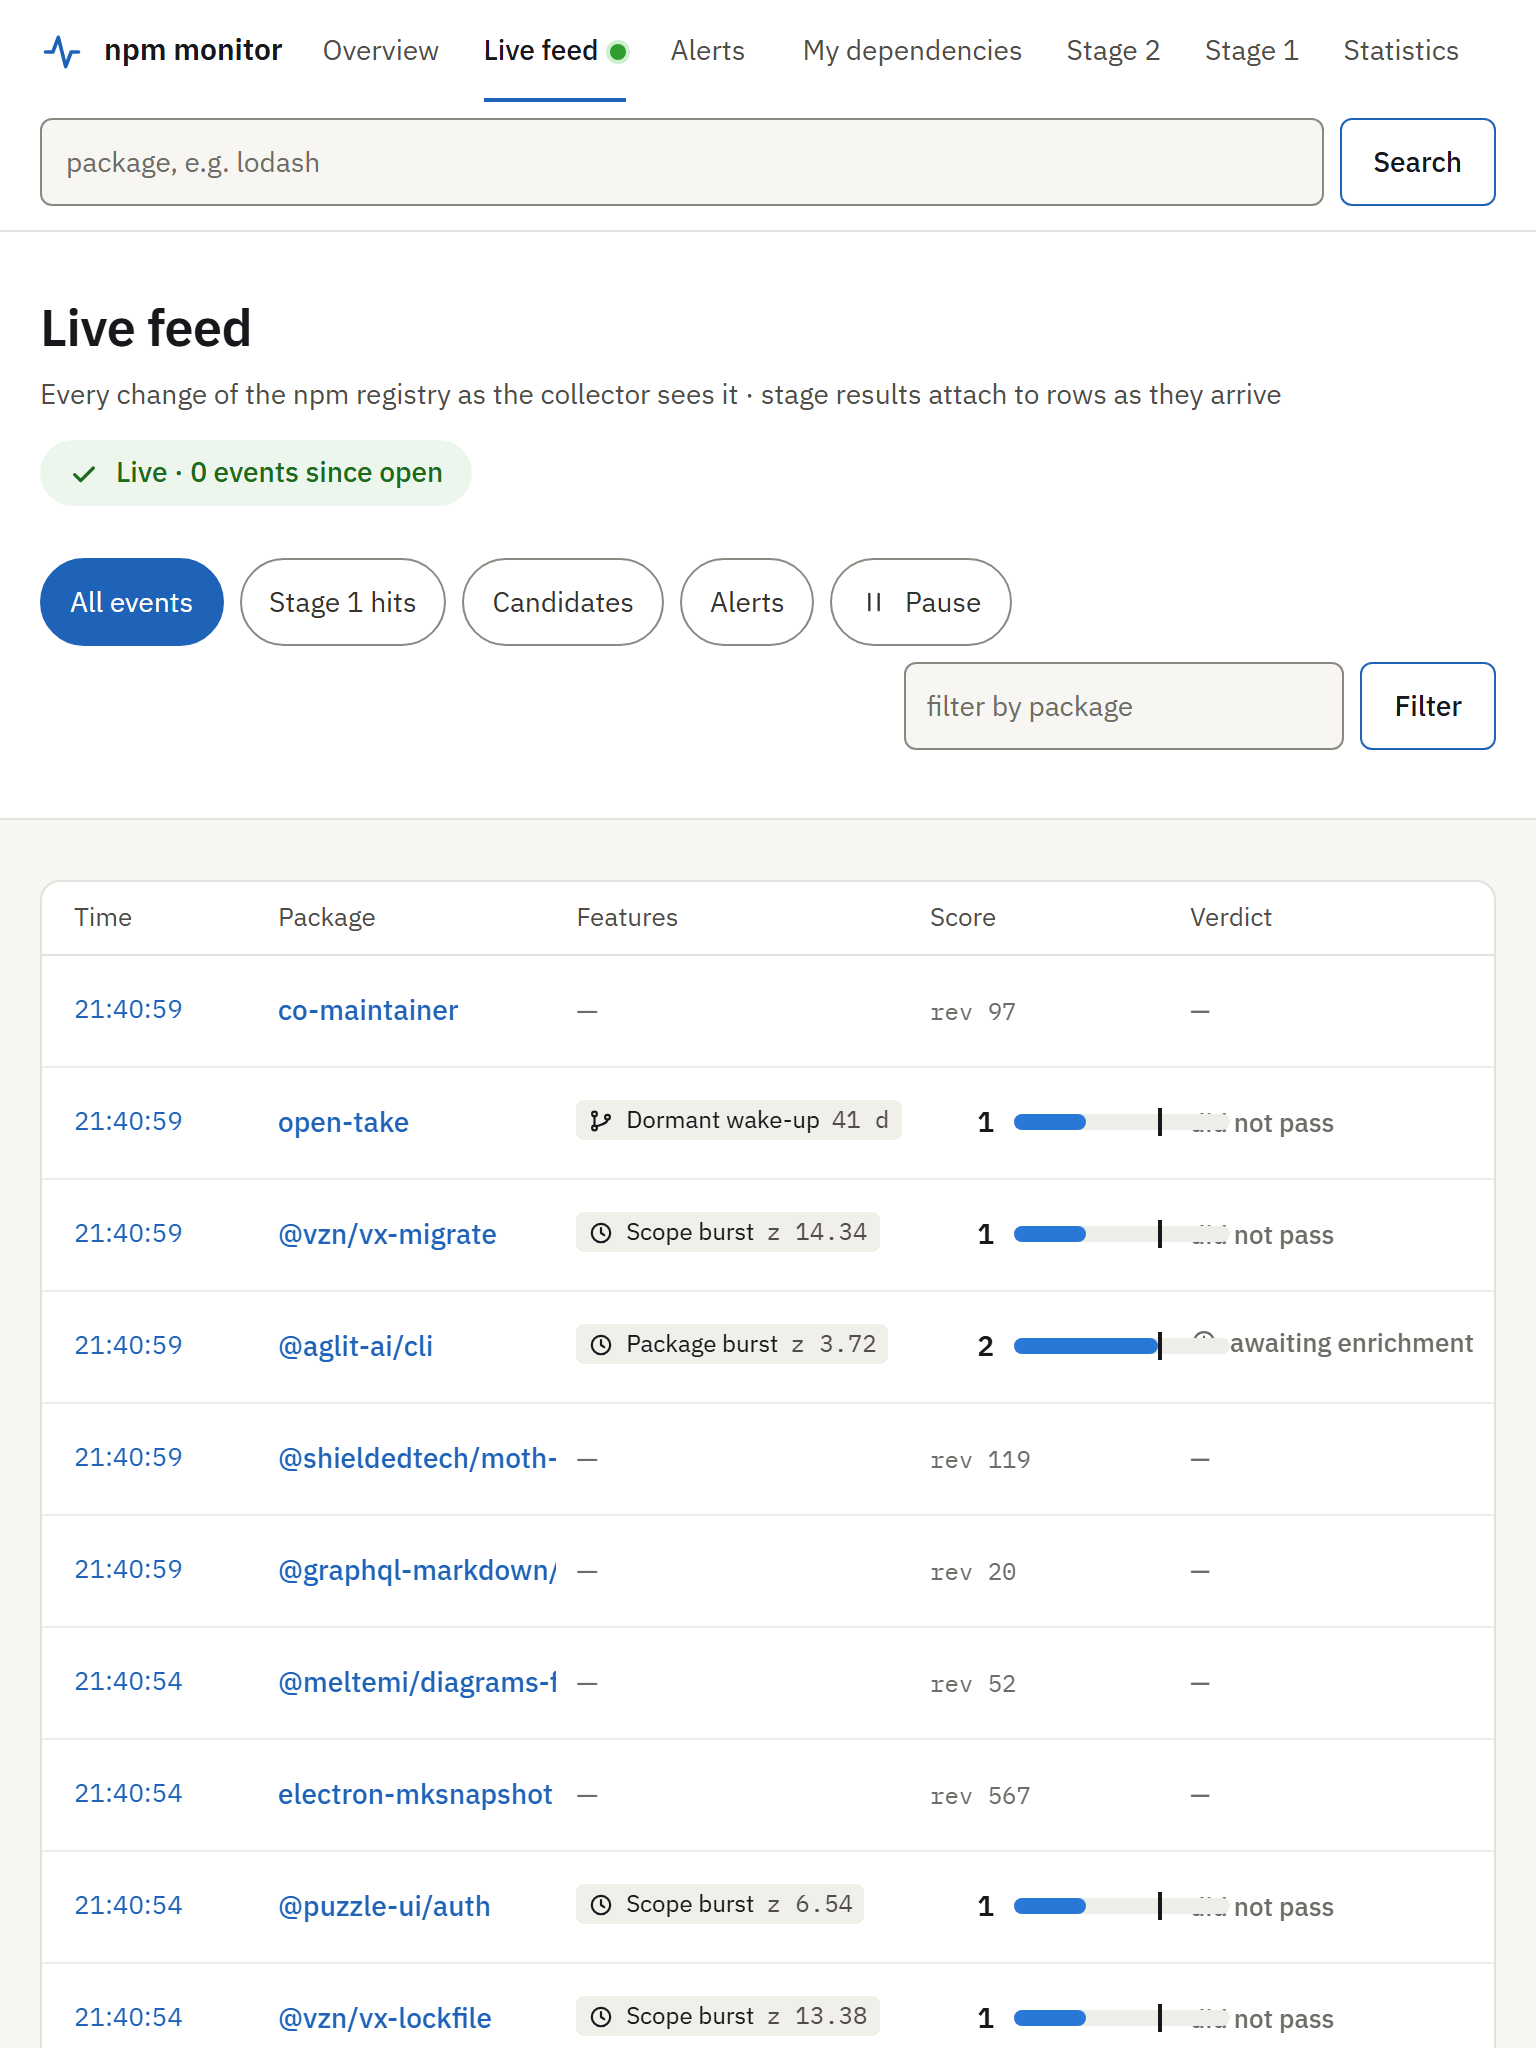 npm monitor Overview Live feed Alerts My dependencies Stage 2 Stage 1 Statistics
package, e.g. lodash Search
Live feed
Every change of the npm registry as the collector sees it · stage results attach to rows as they arrive
Live · 0 events since open
All events Stage 1 hits Candidates Alerts Pause
filter by package Filter
Time Package Features Score Verdict
21:40:59 co-maintainer — rev 97 —
21:40:59 open-take Dormant wake-up 41 d 1 not pass
21:40:59 @vzn/vx-migrate Scope burst z 14.34 1 not pass
21:40:59 @aglit-ai/cli Package burst z 3.72 2 awaiting enrichment
21:40:59 @shieldedtech/moth- — rev 119 —
21:40:59 @graphql-markdown/ — rev 20 —
21:40:54 @meltemi/diagrams-f — rev 52 —
21:40:54 electron-mksnapshot — rev 567 —
21:40:54 @puzzle-ui/auth Scope burst z 6.54 1 not pass
21:40:54 @vzn/vx-lockfile Scope burst z 13.38 1 not pass